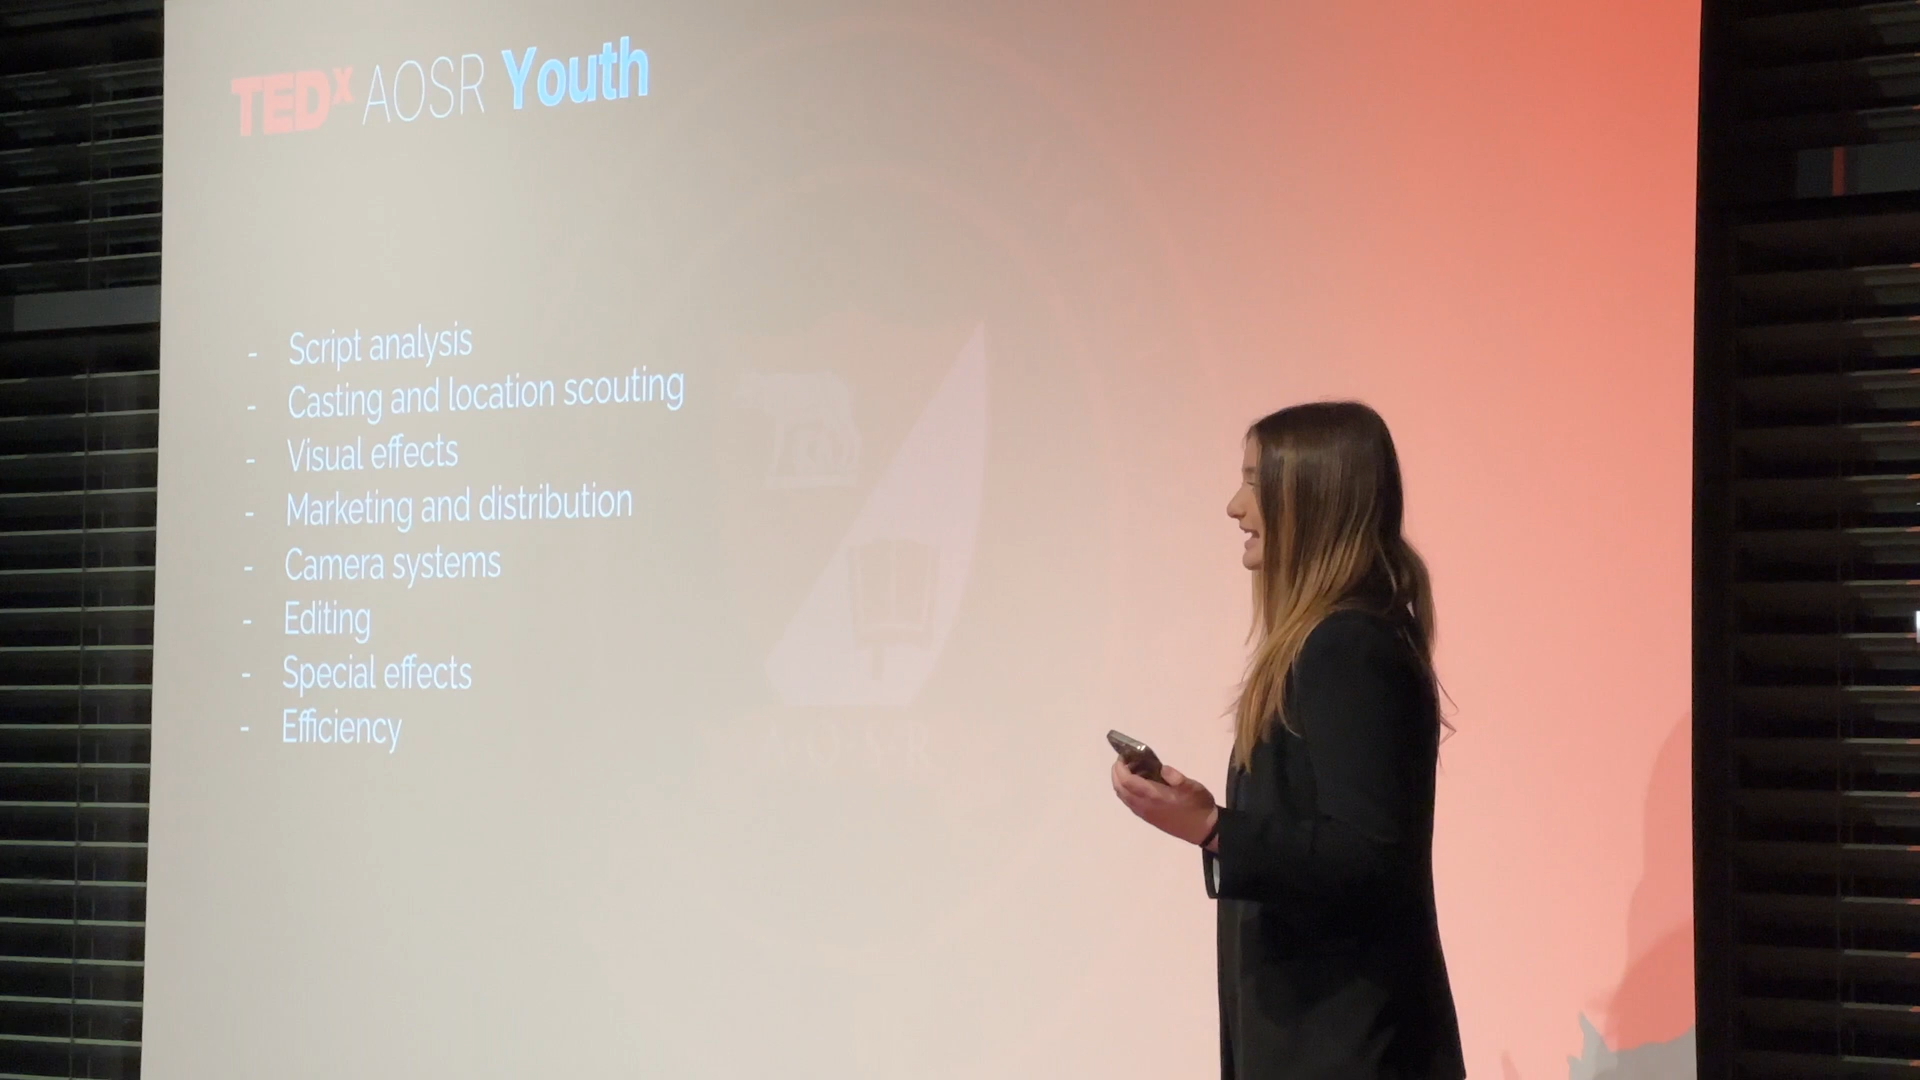 TEDx AOSR Youth
- Script analysis
- Casting and location scouting
- Visual effects
- Marketing and distribution
- Camera systems
- Editing
- Special effects
- Efficiency
A.O.S.R.